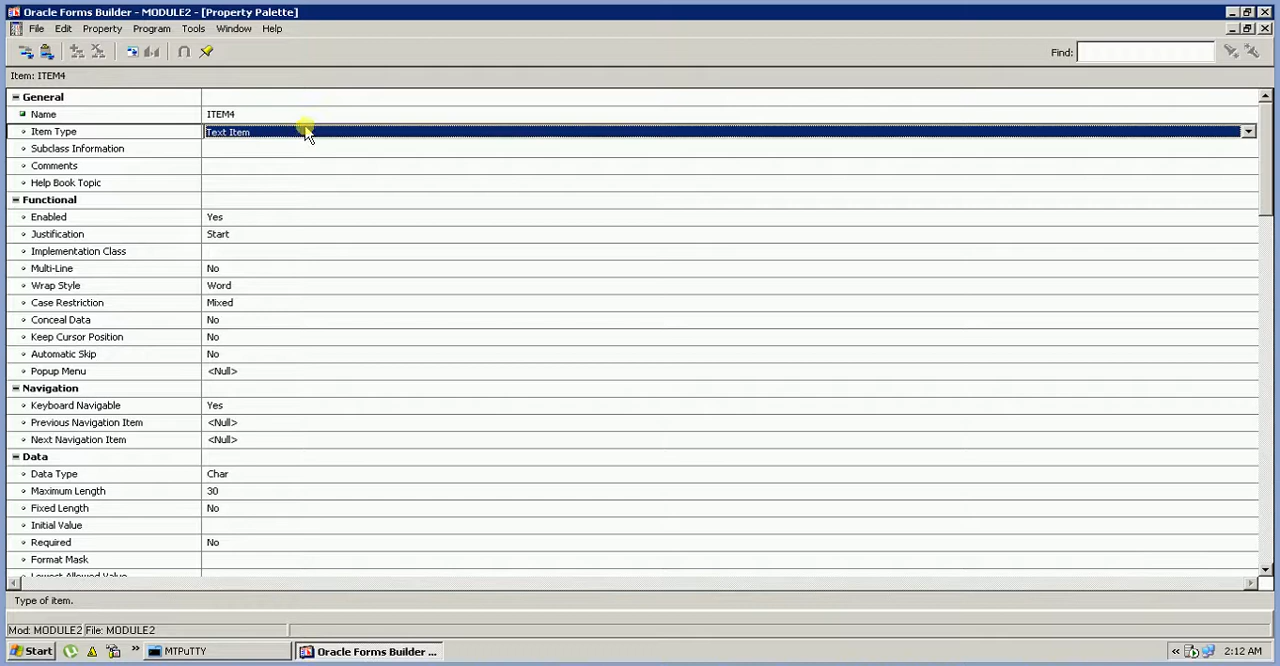 Oracle Forms Builder - MODULE2 - [Property Palette]
File Edit Property Program Tools Window Help
Find:
Item: ITEM4
General
Name ITEM4
Item Type Text Item
Subclass Information
Comments
Help Book Topic
Functional
Enabled Yes
Justification Start
Implementation Class
Multi-Line No
Wrap Style Word
Case Restriction Mixed
Conceal Data No
Keep Cursor Position No
Automatic Skip No
Popup Menu <Null>
Navigation
Keyboard Navigable Yes
Previous Navigation Item <Null>
Next Navigation Item <Null>
Data
Data Type Char
Maximum Length 30
Fixed Length No
Initial Value
Required No
Format Mask
Lowest Allowed Value
Type of item.
Mod: MODULE2 File: MODULE2
Start » MTPuTTY Oracle Forms Builder ... « 2:12 AM